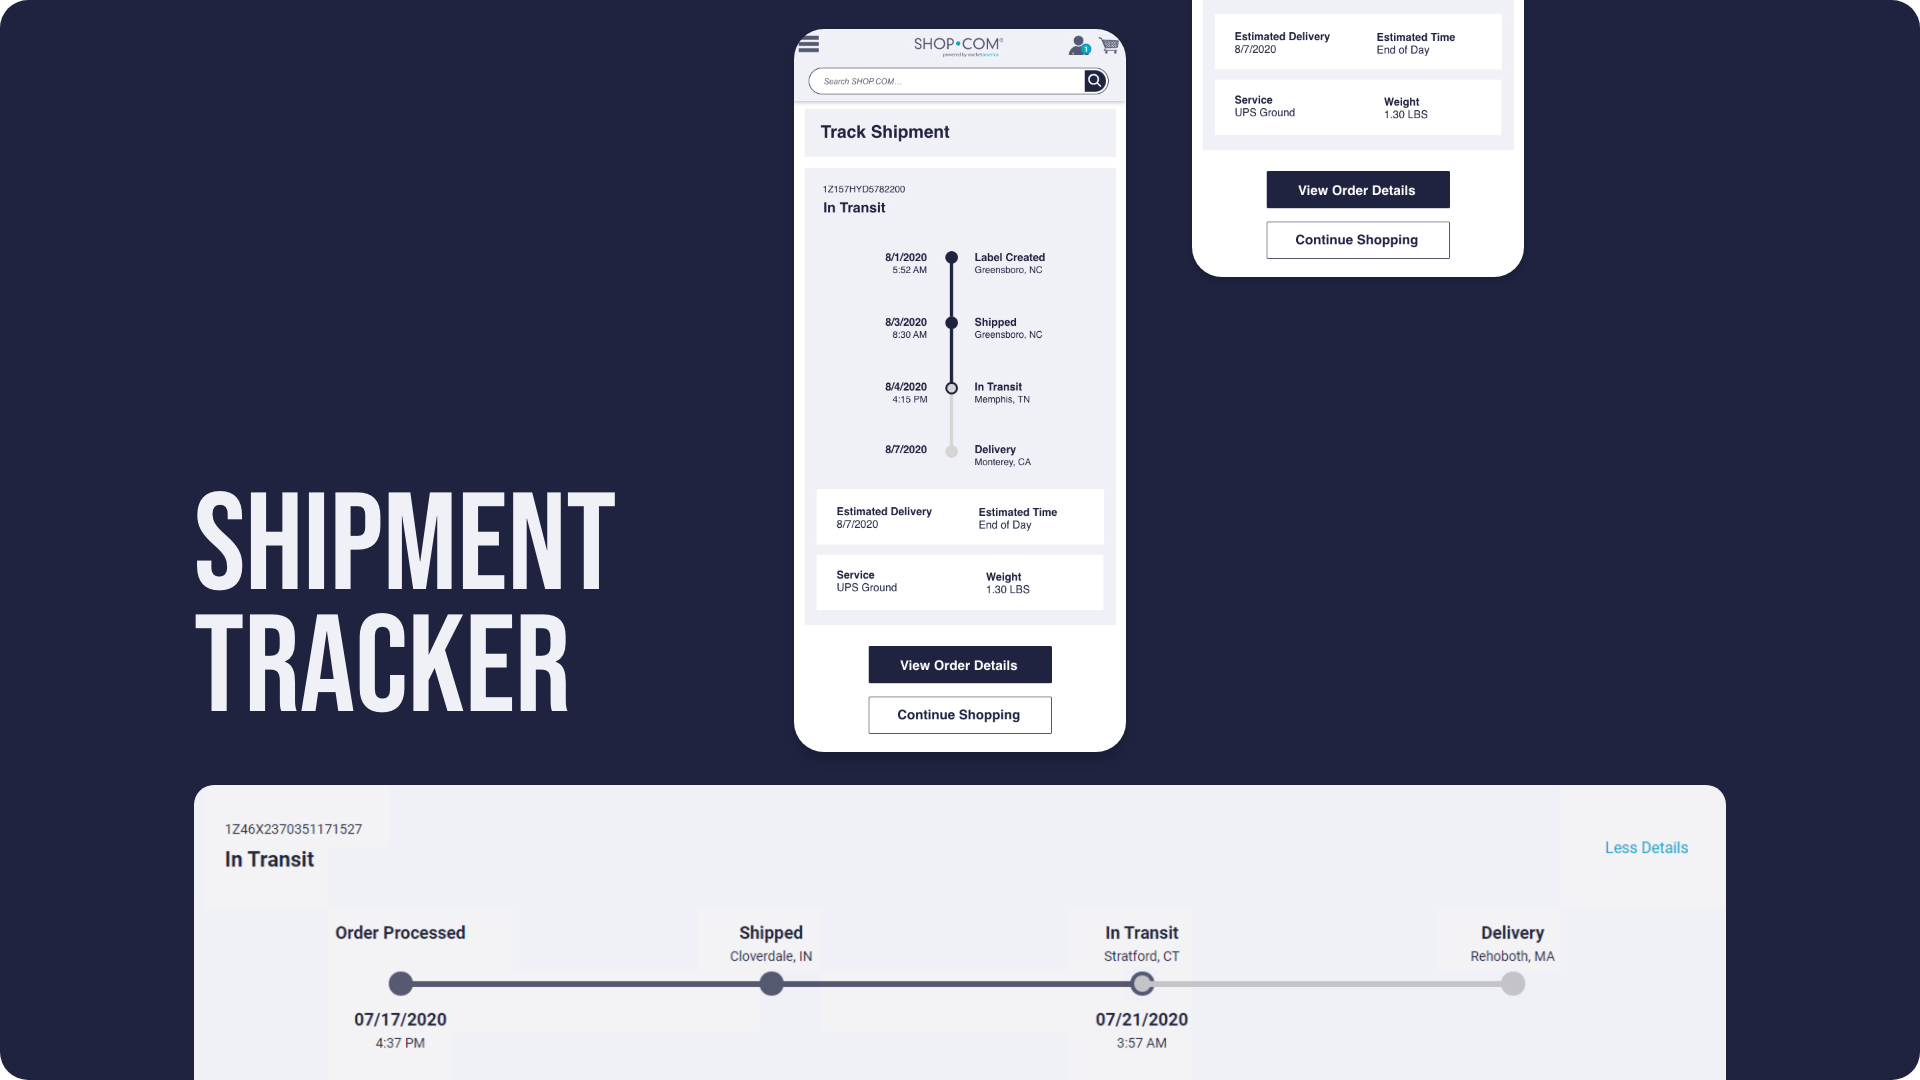 SHIPMENT
TRACKER
SHOP•COM®
powered by marketamerica
1
Search SHOP.COM...
Track Shipment
1Z157HYD5782200
In Transit
8/1/2020 Label Created
5:52 AM Greensboro, NC
8/3/2020 Shipped
8:30 AM Greensboro, NC
8/4/2020 In Transit
4:15 PM Memphis, TN
8/7/2020 Delivery
Monterey, CA
Estimated Delivery Estimated Time
8/7/2020 End of Day
Service Weight
UPS Ground 1.30 LBS
View Order Details
Continue Shopping
Estimated Delivery Estimated Time
8/7/2020 End of Day
Service Weight
UPS Ground 1.30 LBS
View Order Details
Continue Shopping
1Z46X2370351171527
In Transit
Less Details
Order Processed Shipped In Transit Delivery
Cloverdale, IN Stratford, CT Rehoboth, MA
07/17/2020 07/21/2020
4:37 PM 3:57 AM